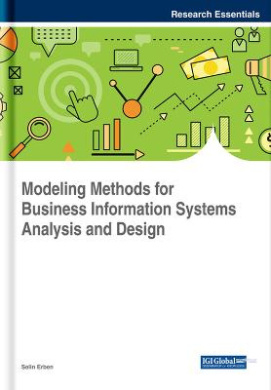 Research Essentials
Modeling Methods for
Business Information Systems
Analysis and Design
Selin Erben
IGI Global